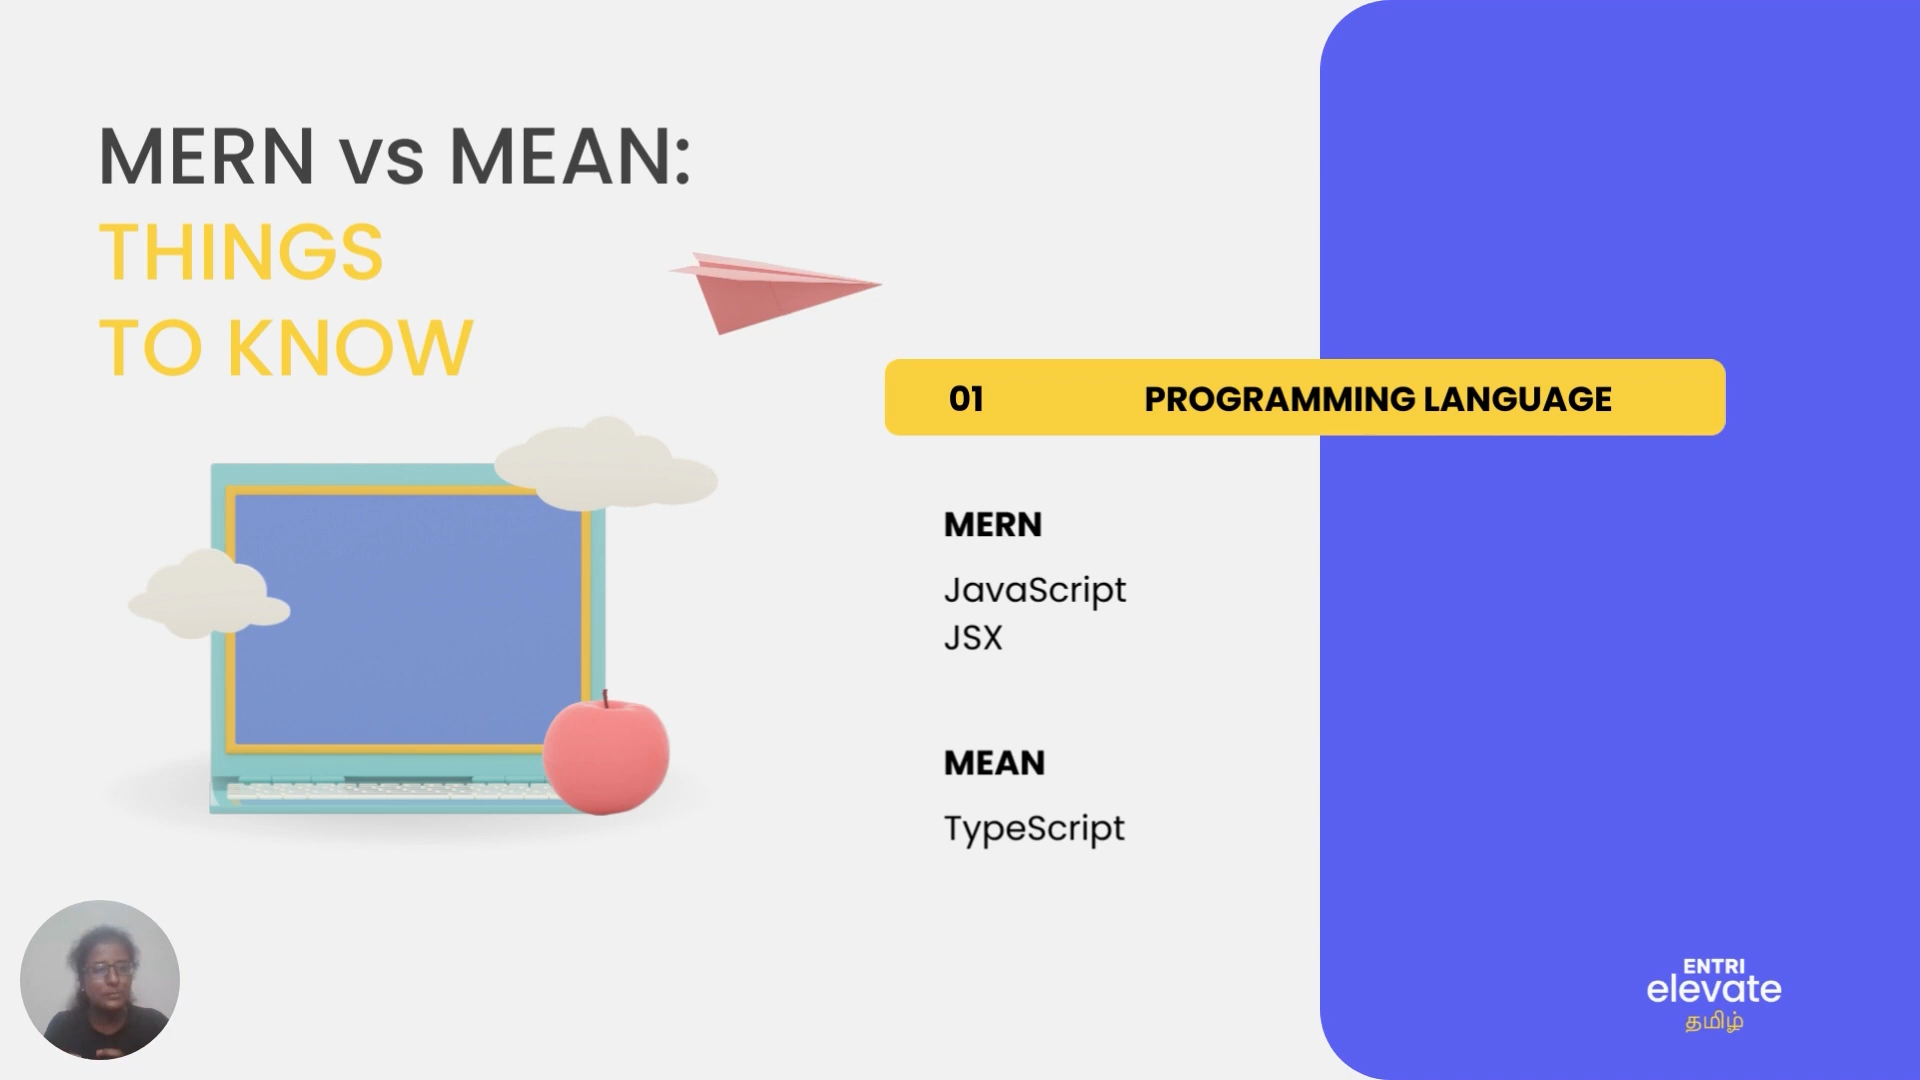 MERN vs MEAN:
THINGS
TO KNOW
01 PROGRAMMING LANGUAGE
MERN
JavaScript
JSX
MEAN
TypeScript
ENTRI
elevate
தமிழ்